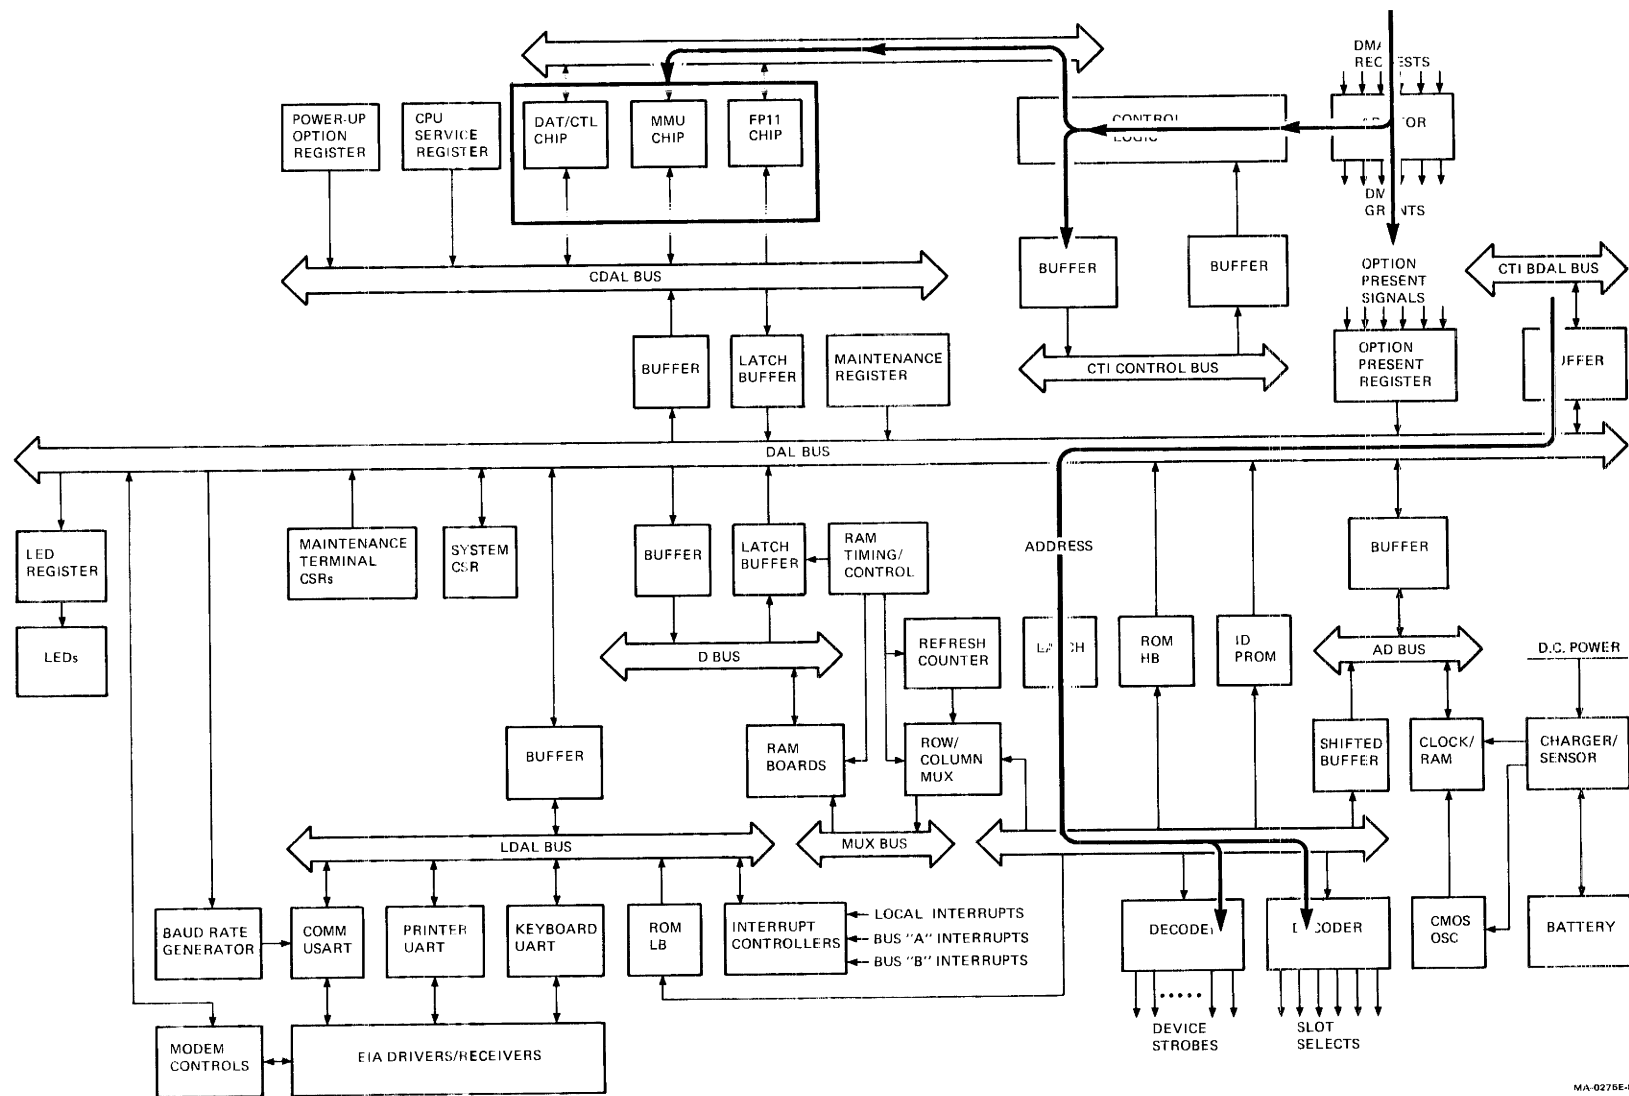 DMA
REQUESTS
POWER-UP
OPTION
REGISTER
CPU
SERVICE
REGISTER
DAT/CTL
CHIP
MMU
CHIP
FP11
CHIP
CONTROL
LOGIC
DMA
GRANTS
BUFFER
BUFFER
OPTION
PRESENT
SIGNALS
CTI BDAL BUS
CDAL BUS
BUFFER
LATCH
BUFFER
MAINTENANCE
REGISTER
CTI CONTROL BUS
OPTION
PRESENT
REGISTER
BUFFER
DAL BUS
LED
REGISTER
MAINTENANCE
TERMINAL
CSRs
SYSTEM
CSR
BUFFER
LATCH
BUFFER
RAM
TIMING/
CONTROL
ADDRESS
BUFFER
LEDs
D BUS
REFRESH
COUNTER
LATCH
ROM
HB
ID
PROM
AD BUS
D.C. POWER
BUFFER
RAM
BOARDS
ROW/
COLUMN
MUX
SHIFTED
BUFFER
CLOCK/
RAM
CHARGER/
SENSOR
LDAL BUS
MUX BUS
BAUD RATE
GENERATOR
COMM
USART
PRINTER
UART
KEYBOARD
UART
ROM
LB
INTERRUPT
CONTROLLERS
LOCAL INTERRUPTS
BUS "A" INTERRUPTS
BUS "B" INTERRUPTS
DECODER
DECODER
CMOS
OSC
BATTERY
DEVICE
STROBES
SLOT
SELECTS
MODEM
CONTROLS
EIA DRIVERS/RECEIVERS